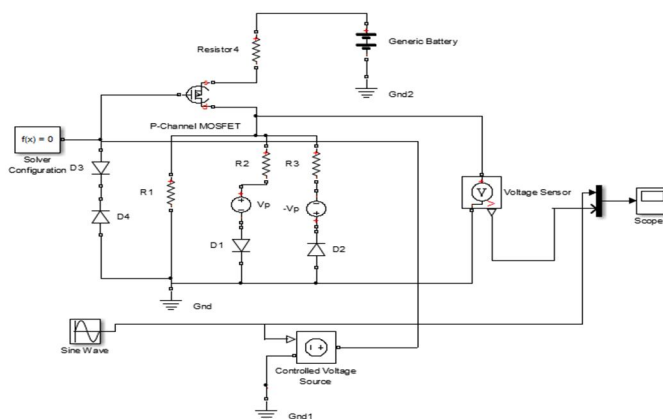 Resistor4
Generic Battery
Gnd2
P-Channel MOSFET
f(x) = 0
Solver
Configuration
D3
D4
R1
R2
R3
Vp
-Vp
D1
D2
V
Voltage Sensor
Scope
Gnd
Sine Wave
Controlled Voltage
Source
Gnd1